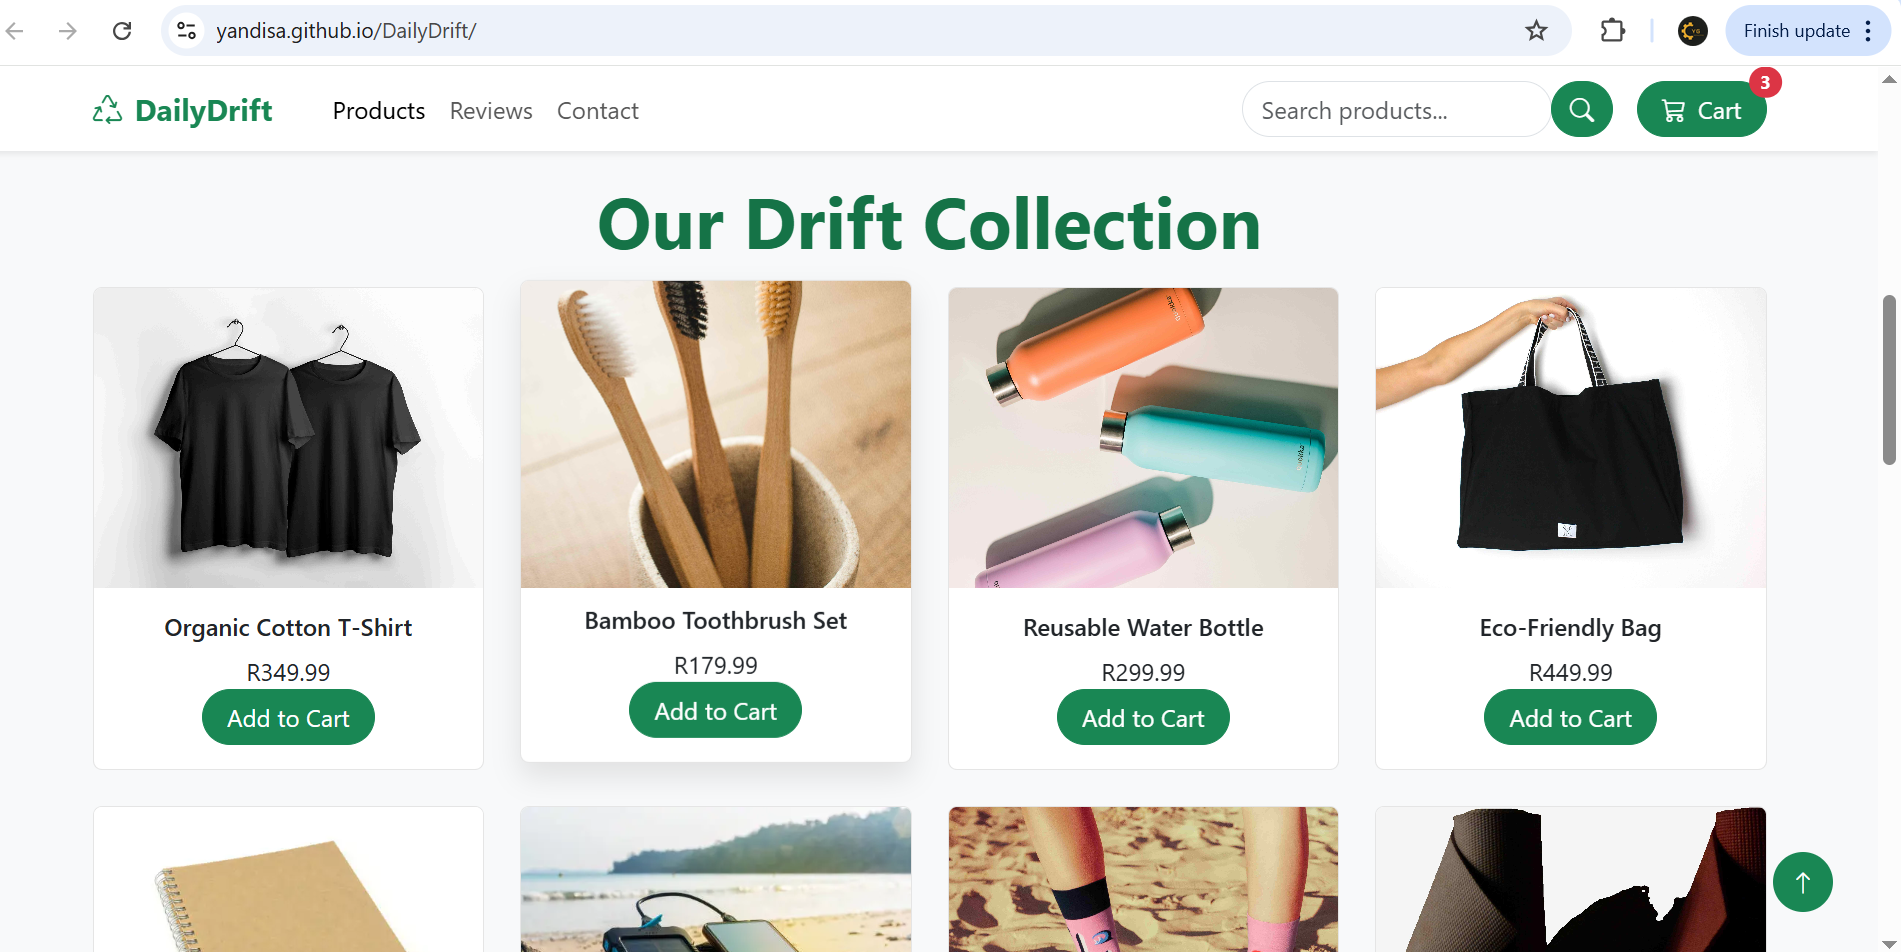 yandisa.github.io/DailyDrift/
Finish update
DailyDrift
Products
Reviews
Contact
Search products...
Cart
3
Our Drift Collection
Organic Cotton T-Shirt
R349.99
Add to Cart
Bamboo Toothbrush Set
R179.99
Add to Cart
Reusable Water Bottle
R299.99
Add to Cart
Eco-Friendly Bag
R449.99
Add to Cart